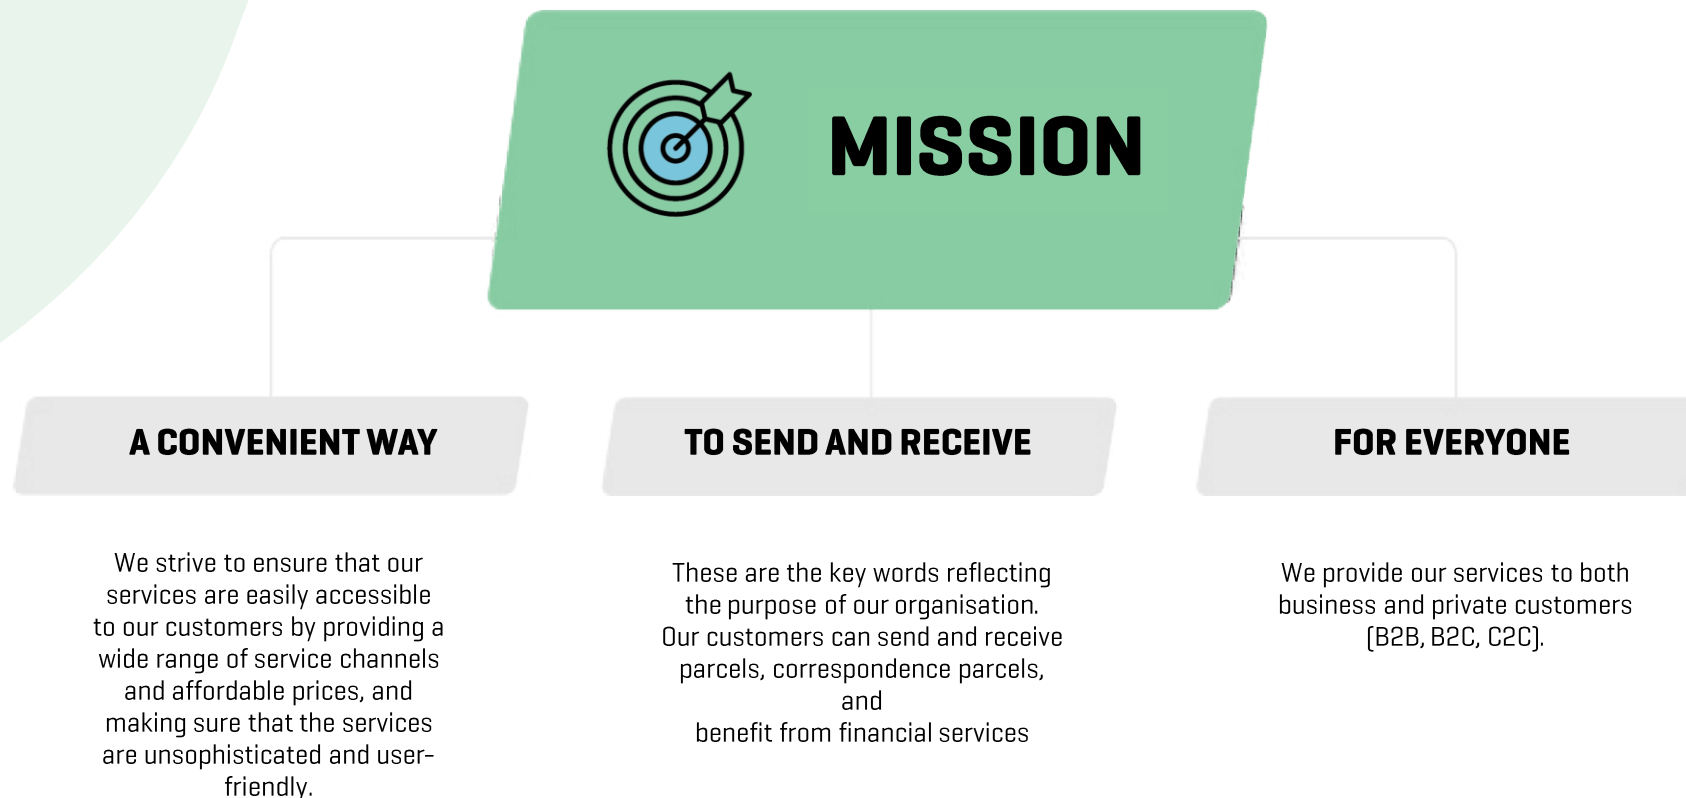 MISSION
A CONVENIENT WAY
We strive to ensure that our
services are easily accessible
to our customers by providing a
wide range of service channels
and affordable prices, and
making sure that the services
are unsophisticated and user-
friendly.
TO SEND AND RECEIVE
These are the key words reflecting
the purpose of our organisation.
Our customers can send and receive
parcels, correspondence parcels,
and
benefit from financial services
FOR EVERYONE
We provide our services to both
business and private customers
(B2B, B2C, C2C).